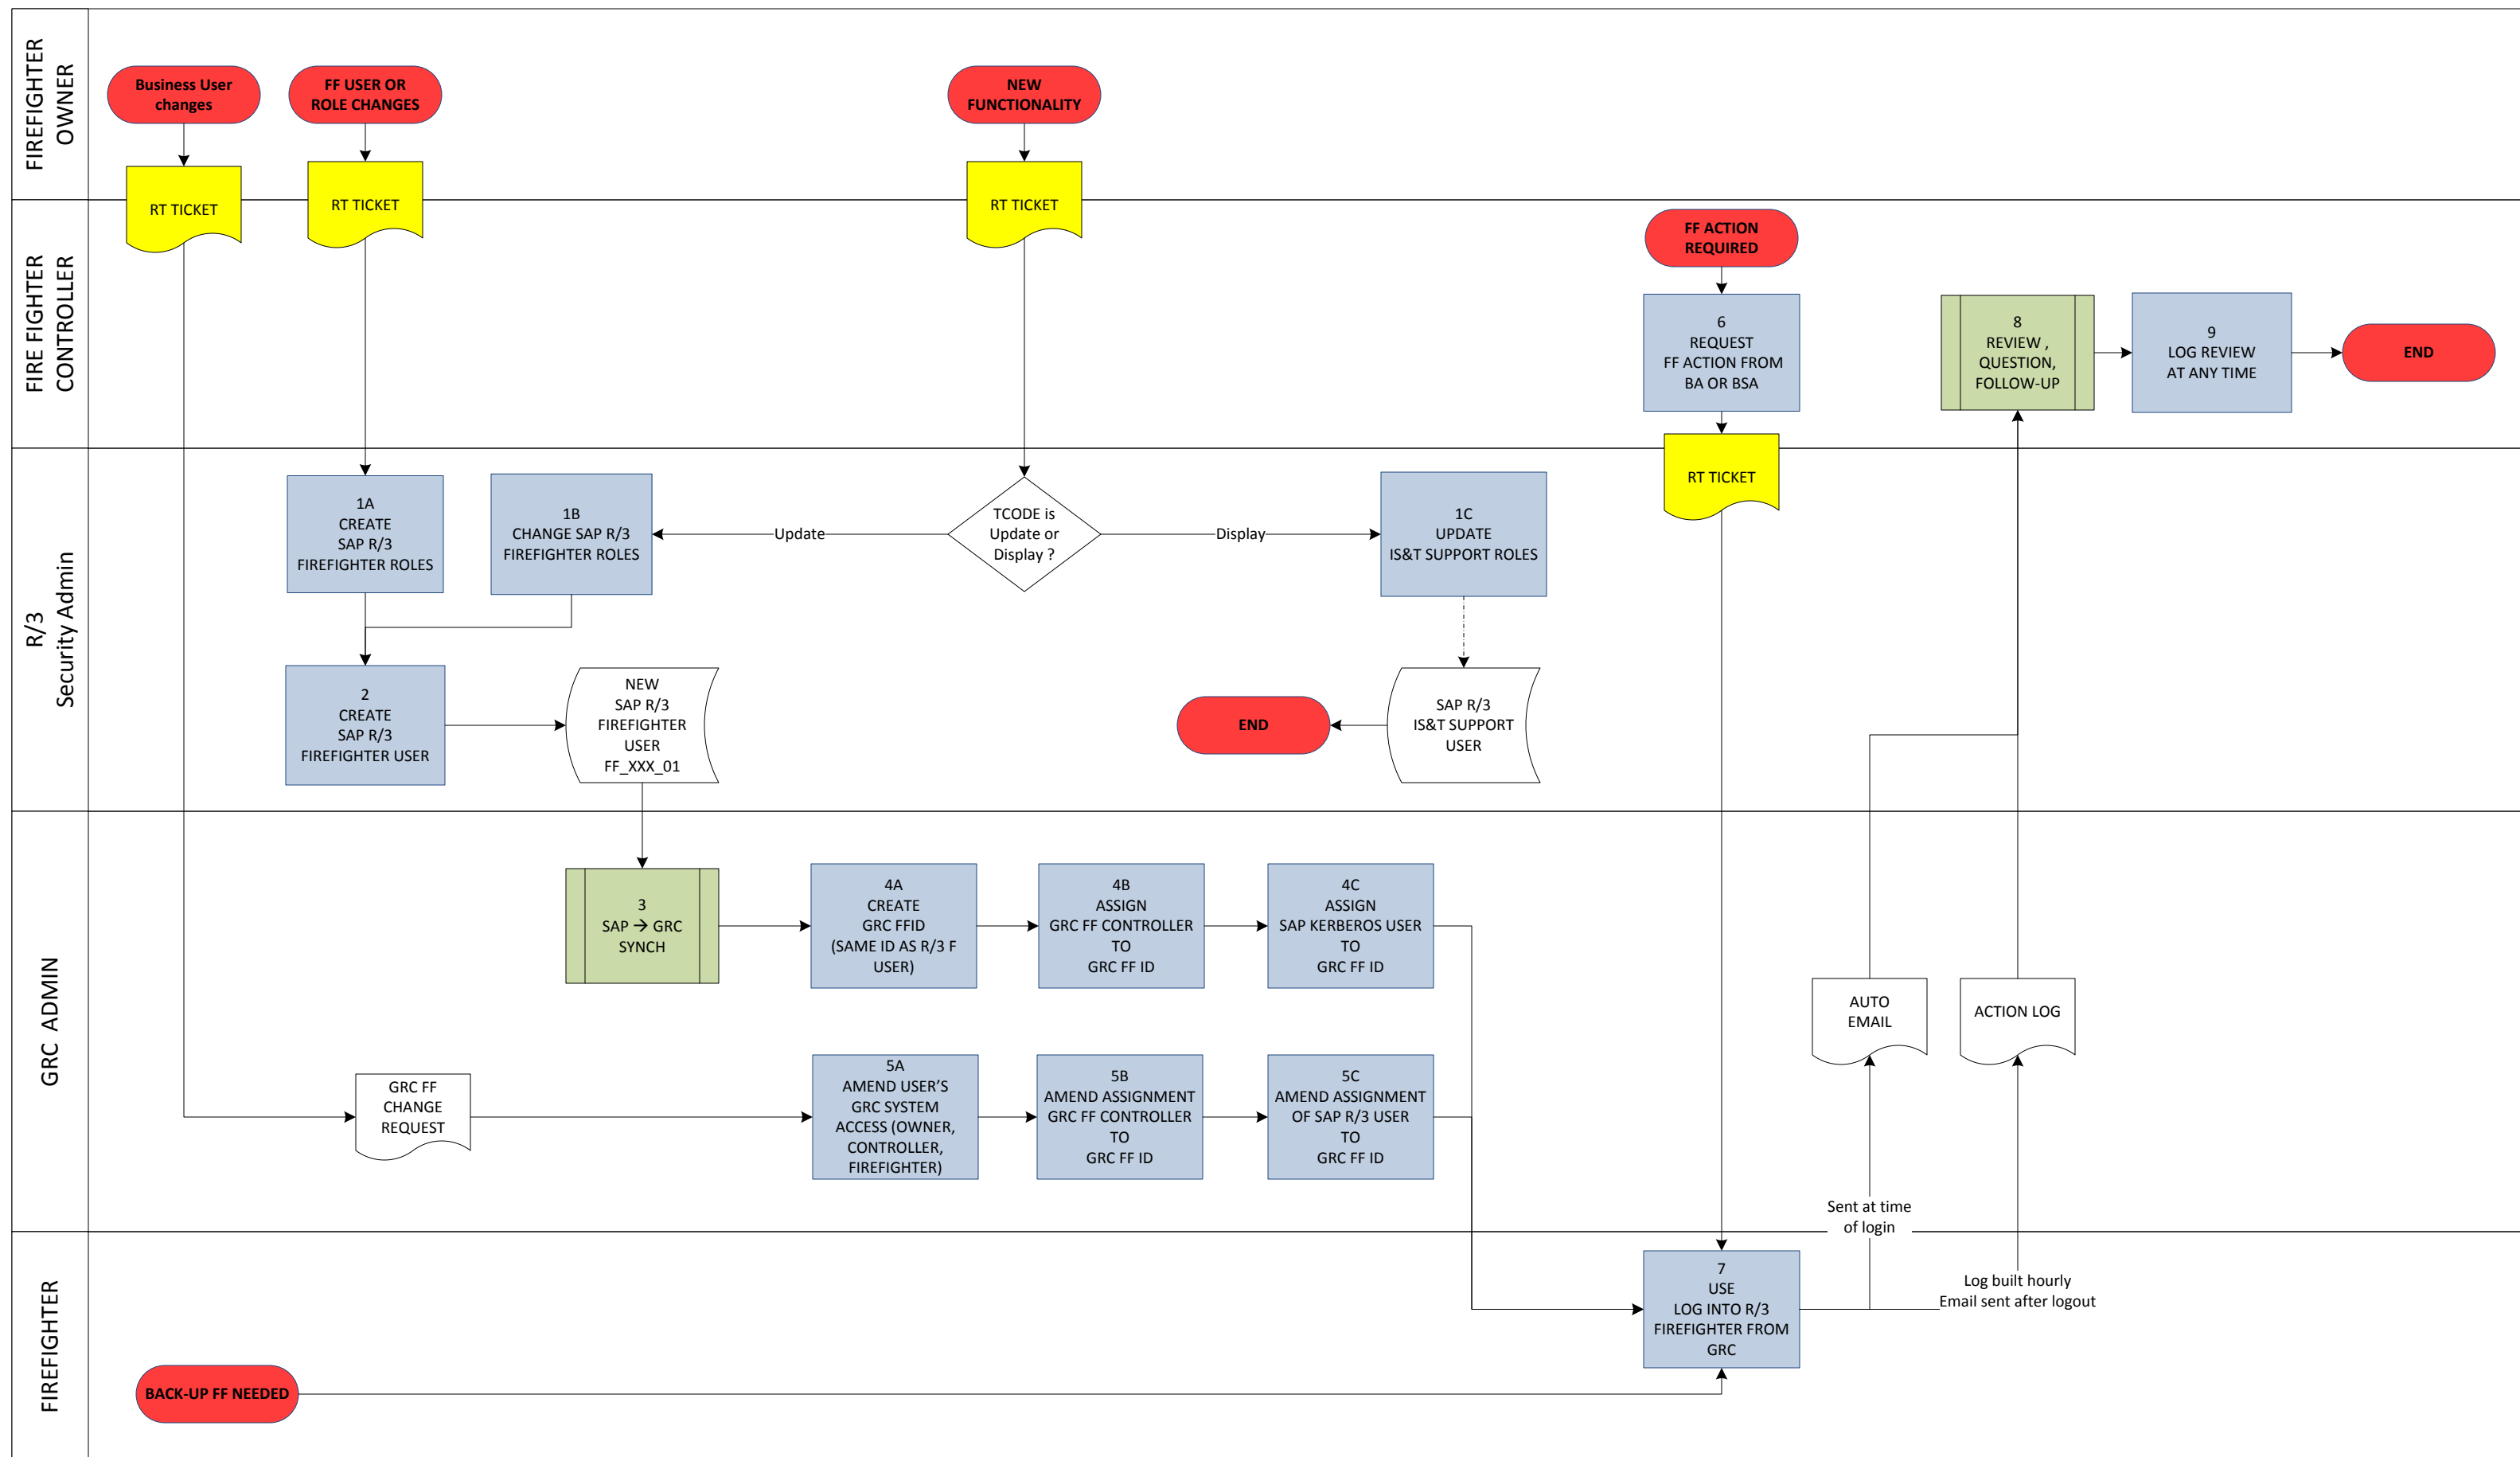 FIREFIGHTER
OWNER
Business User
changes
FF USER OR
ROLE CHANGES
NEW
FUNCTIONALITY
RT TICKET
RT TICKET
RT TICKET
FIRE FIGHTER
CONTROLLER
FF ACTION
REQUIRED
6
REQUEST
FF ACTION FROM
BA OR BSA
8
REVIEW ,
QUESTION,
FOLLOW-UP
9
LOG REVIEW
AT ANY TIME
END
R/3
Security Admin
1A
CREATE
SAP R/3
FIREFIGHTER ROLES
1B
CHANGE SAP R/3
FIREFIGHTER ROLES
Update
TCODE is
Update or
Display ?
Display
1C
UPDATE
IS&T SUPPORT ROLES
RT TICKET
2
CREATE
SAP R/3
FIREFIGHTER USER
NEW
SAP R/3
FIREFIGHTER
USER
FF_XXX_01
END
SAP R/3
IS&T SUPPORT
USER
GRC ADMIN
3
SAP → GRC
SYNCH
4A
CREATE
GRC FFID
(SAME ID AS R/3 F
USER)
4B
ASSIGN
GRC FF CONTROLLER
TO
GRC FF ID
4C
ASSIGN
SAP KERBEROS USER
TO
GRC FF ID
AUTO
EMAIL
ACTION LOG
GRC FF
CHANGE
REQUEST
5A
AMEND USER'S
GRC SYSTEM
ACCESS (OWNER,
CONTROLLER,
FIREFIGHTER)
5B
AMEND ASSIGNMENT
GRC FF CONTROLLER
TO
GRC FF ID
5C
AMEND ASSIGNMENT
OF SAP R/3 USER
TO
GRC FF ID
Sent at time
of login
FIREFIGHTER
7
USE
LOG INTO R/3
FIREFIGHTER FROM
GRC
Log built hourly
Email sent after logout
BACK-UP FF NEEDED